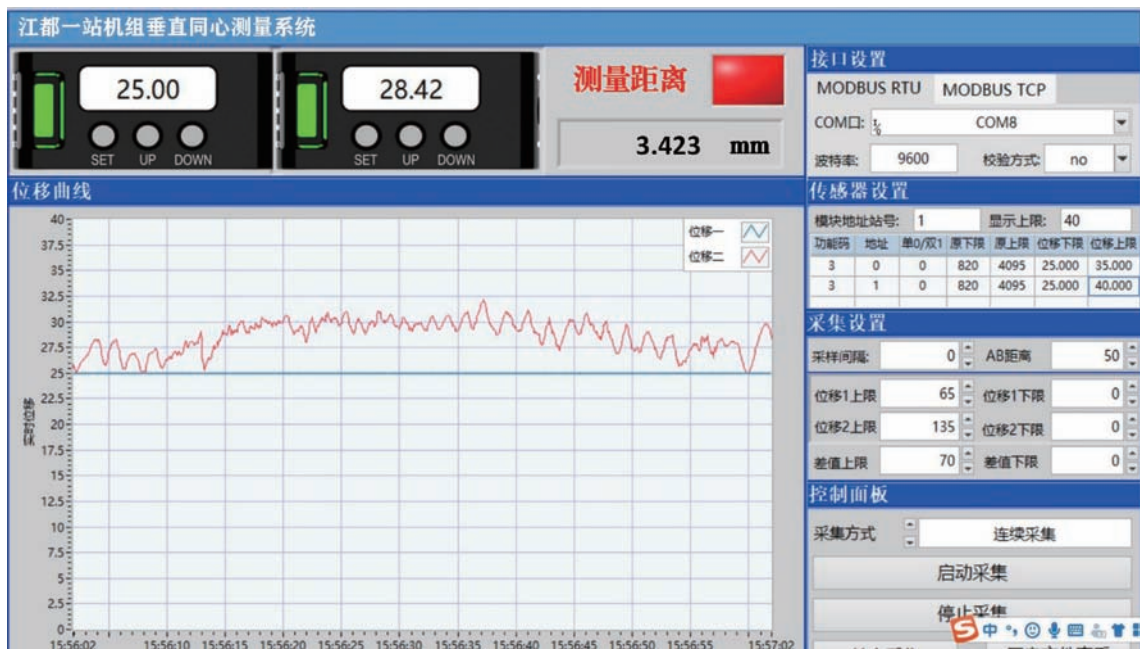 江都一站机组垂直同心测量系统
25.00
SET UP DOWN
28.42
SET UP DOWN
测量距离
3.423 mm
接口设置
MODBUS RTU MODBUS TCP
COM口: COM8
波特率: 9600 校验方式: no
位移曲线
位移一
位移二
40
37.5
35
32.5
30
27.5
25
22.5
20
17.5
15
12.5
10
7.5
5
2.5
0
实时位移
15:56:02 15:56:10 15:56:15 15:56:20 15:56:25 15:56:30 15:56:35 15:56:40 15:56:45 15:56:50 15:56:55 15:57:02
传感器设置
模块地址站号: 1 显示上限: 40
功能码 地址 单0/双1 原下限 原上限 位移下限 位移上限
3 0 0 820 4095 25.000 35.000
3 1 0 820 4095 25.000 40.000
采集设置
采样间隔: 0 AB距离 50
位移1上限 65 位移1下限 0
位移2上限 135 位移2下限 0
差值上限 70 差值下限 0
控制面板
采集方式 连续采集
启动采集
停止采集
中